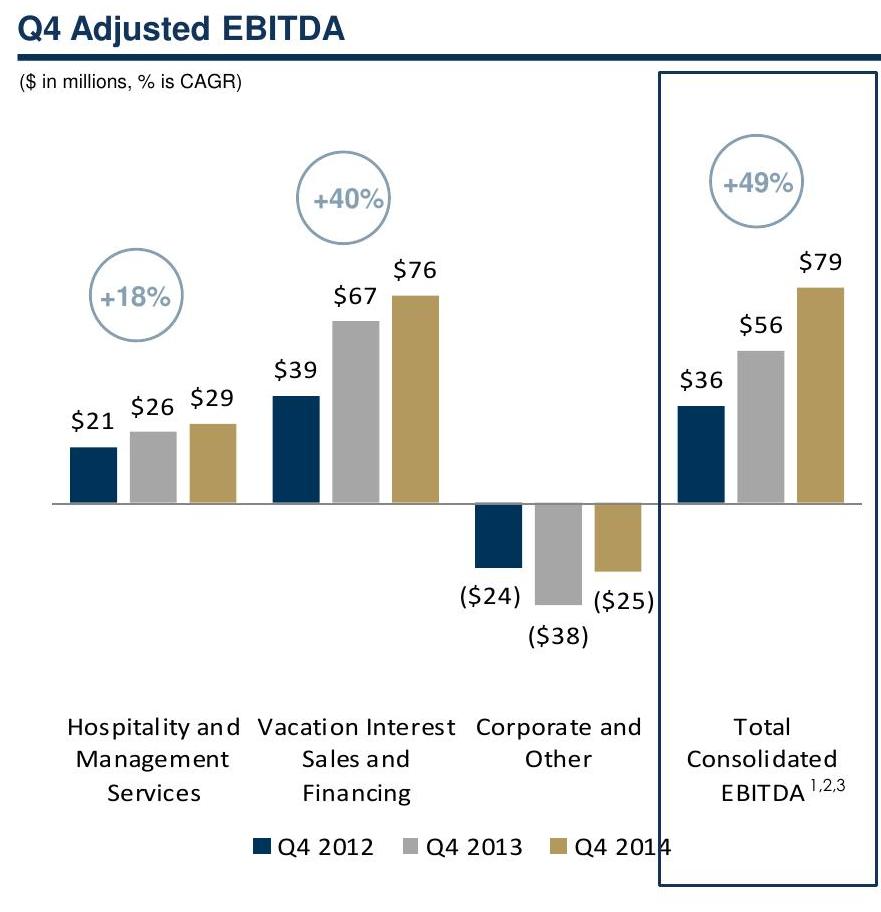 Q4 Adjusted EBITDA
($ in millions, % is CAGR)
+18%
+40%
+49%
$21
$26
$29
$39
$67
$76
($24)
($38)
($25)
$36
$56
$79
Hospitality and
Management
Services
Vacation Interest
Sales and
Financing
Corporate and
Other
Total
Consolidated
EBITDA 1,2,3
Q4 2012
Q4 2013
Q4 2014